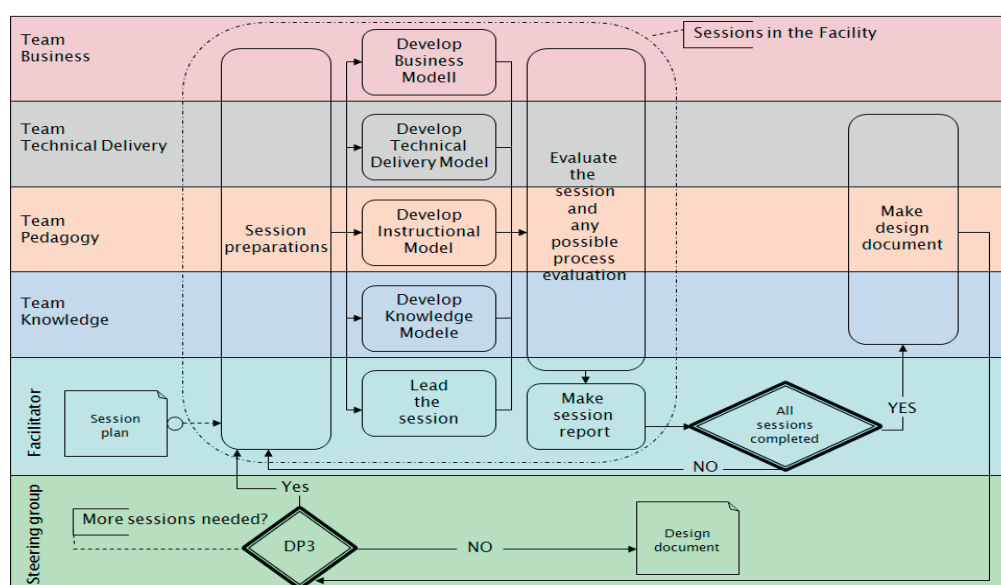 Team
Business
Develop
Business
Modell
Sessions in the Facility
Team
Technical Delivery
Develop
Technical
Delivery Model
Evaluate
the
session
and
any
possible
process
evaluation
Team
Pedagogy
Session
preparations
Develop
Instructional
Model
Make
design
document
Team
Knowledge
Develop
Knowledge
Modele
Facilitator
Session
plan
Lead
the
session
Make
session
report
All
sessions
completed
YES
NO
Steering group
Yes
More sessions needed?
DP3
NO
Design
document